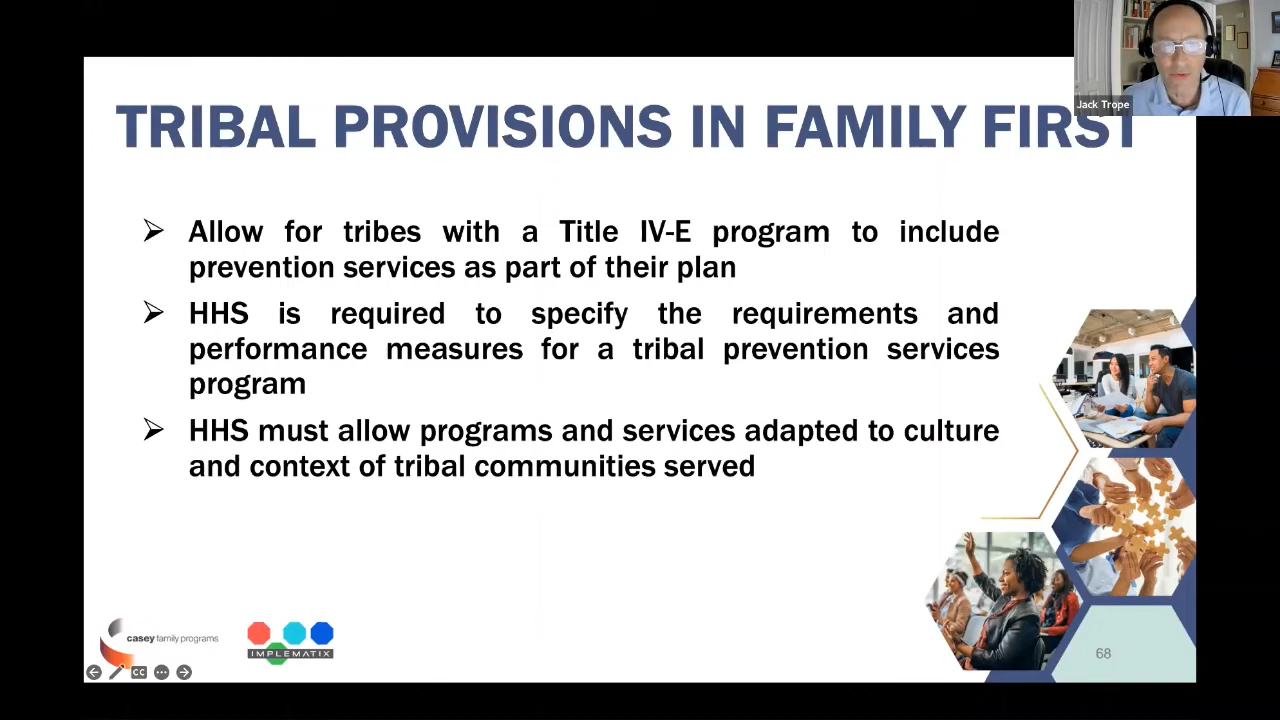 Jack Trope
TRIBAL PROVISIONS IN FAMILY FIRST
Allow for tribes with a Title IV-E program to include
prevention services as part of their plan
HHS is required to specify the requirements and
performance measures for a tribal prevention services
program
HHS must allow programs and services adapted to culture
and context of tribal communities served
casey family programs
IMPLEMATIX
CC
68